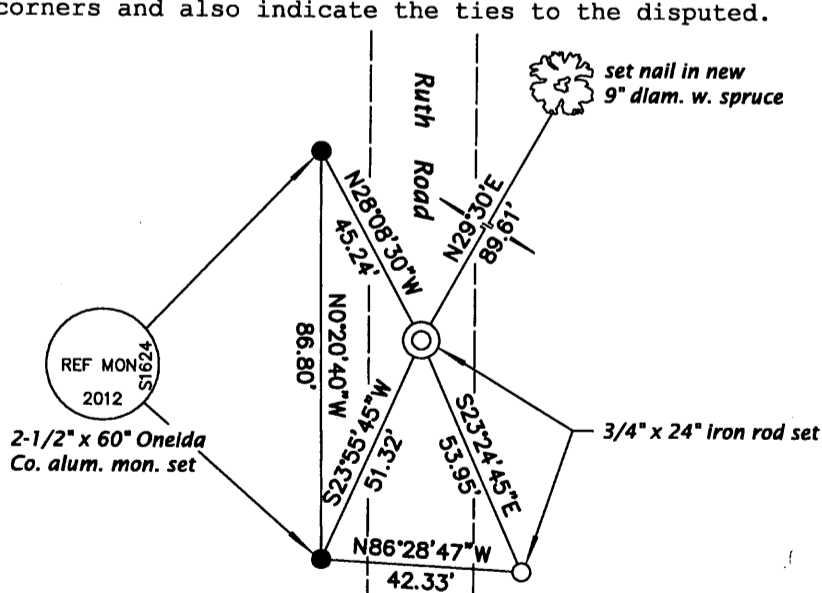 corners and also indicate the ties to the disputed.
set nail in new
9" diam. w. spruce
Ruth Road
N28°08'30"W
45.24'
N29°30'E
89.61'
N0°20'40"W
86.80'
REF MON
S1624
2012
2-1/2" x 60" Oneida
Co. alum. mon. set
S23°55'45"W
51.32'
S23°24'45"E
53.95'
3/4" x 24" iron rod set
N86°28'47"W
42.33'